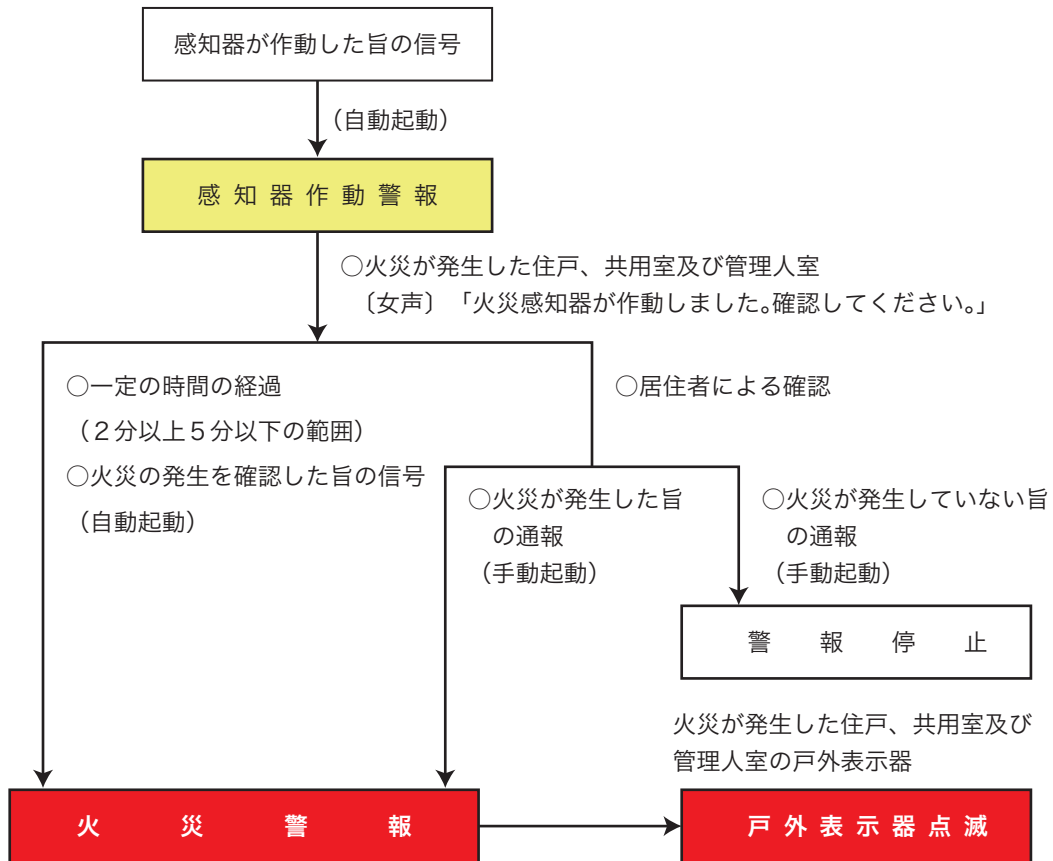 感知器が作動した旨の信号
（自動起動）
感知器作動警報
○火災が発生した住戸、共用室及び管理人室
〔女声〕「火災感知器が作動しました。確認してください。」
○一定の時間の経過
（２分以上５分以下の範囲）
○火災の発生を確認した旨の信号
（自動起動）
○居住者による確認
○火災が発生した旨
の通報
（手動起動）
○火災が発生していない旨
の通報
（手動起動）
警報停止
火災が発生した住戸、共用室及び
管理人室の戸外表示器
火災警報
戸外表示器点滅